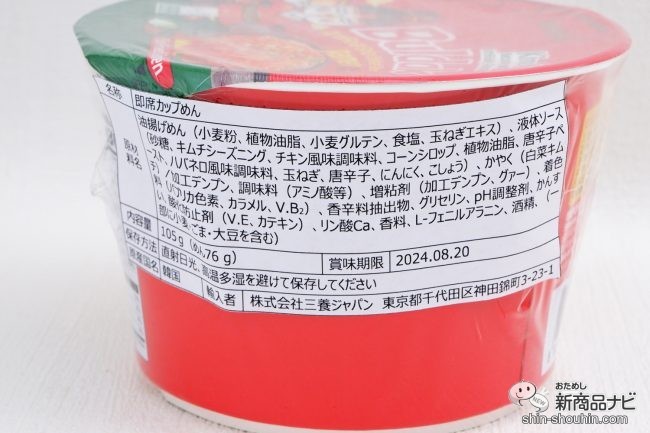 名称 即席カップめん
原材料名 油揚げめん（小麦粉、植物油脂、小麦グルテン、食塩、玉ねぎエキス）、液体ソース
（砂糖、キムチシーズニング、チキン風味調味料、コーンシロップ、植物油脂、唐辛子ペー
スト、ハバネロ風味調味料、玉ねぎ、唐辛子、にんにく、こしょう）、かやく（白菜キム
チ）／加工デンプン、調味料（アミノ酸等）、増粘剤（加工デンプン、グァー）、着色
料（パプリカ色素、カラメル、V.B₂）、香辛料抽出物、グリセリン、pH調整剤、かんす
い、酸化防止剤（V.E、カテキン）、リン酸Ca、香料、L-フェニルアラニン、酒精、（一
部に小麦・ごま・大豆を含む）
内容量 105g（めん76g） 賞味期限 2024.08.20
保存方法 直射日光、高温多湿を避けて保存してください
原産国名 韓国 輸入者 株式会社三養ジャパン 東京都千代田区神田錦町3-23-1
おためし
新商品ナビ
shin-shouhin.com